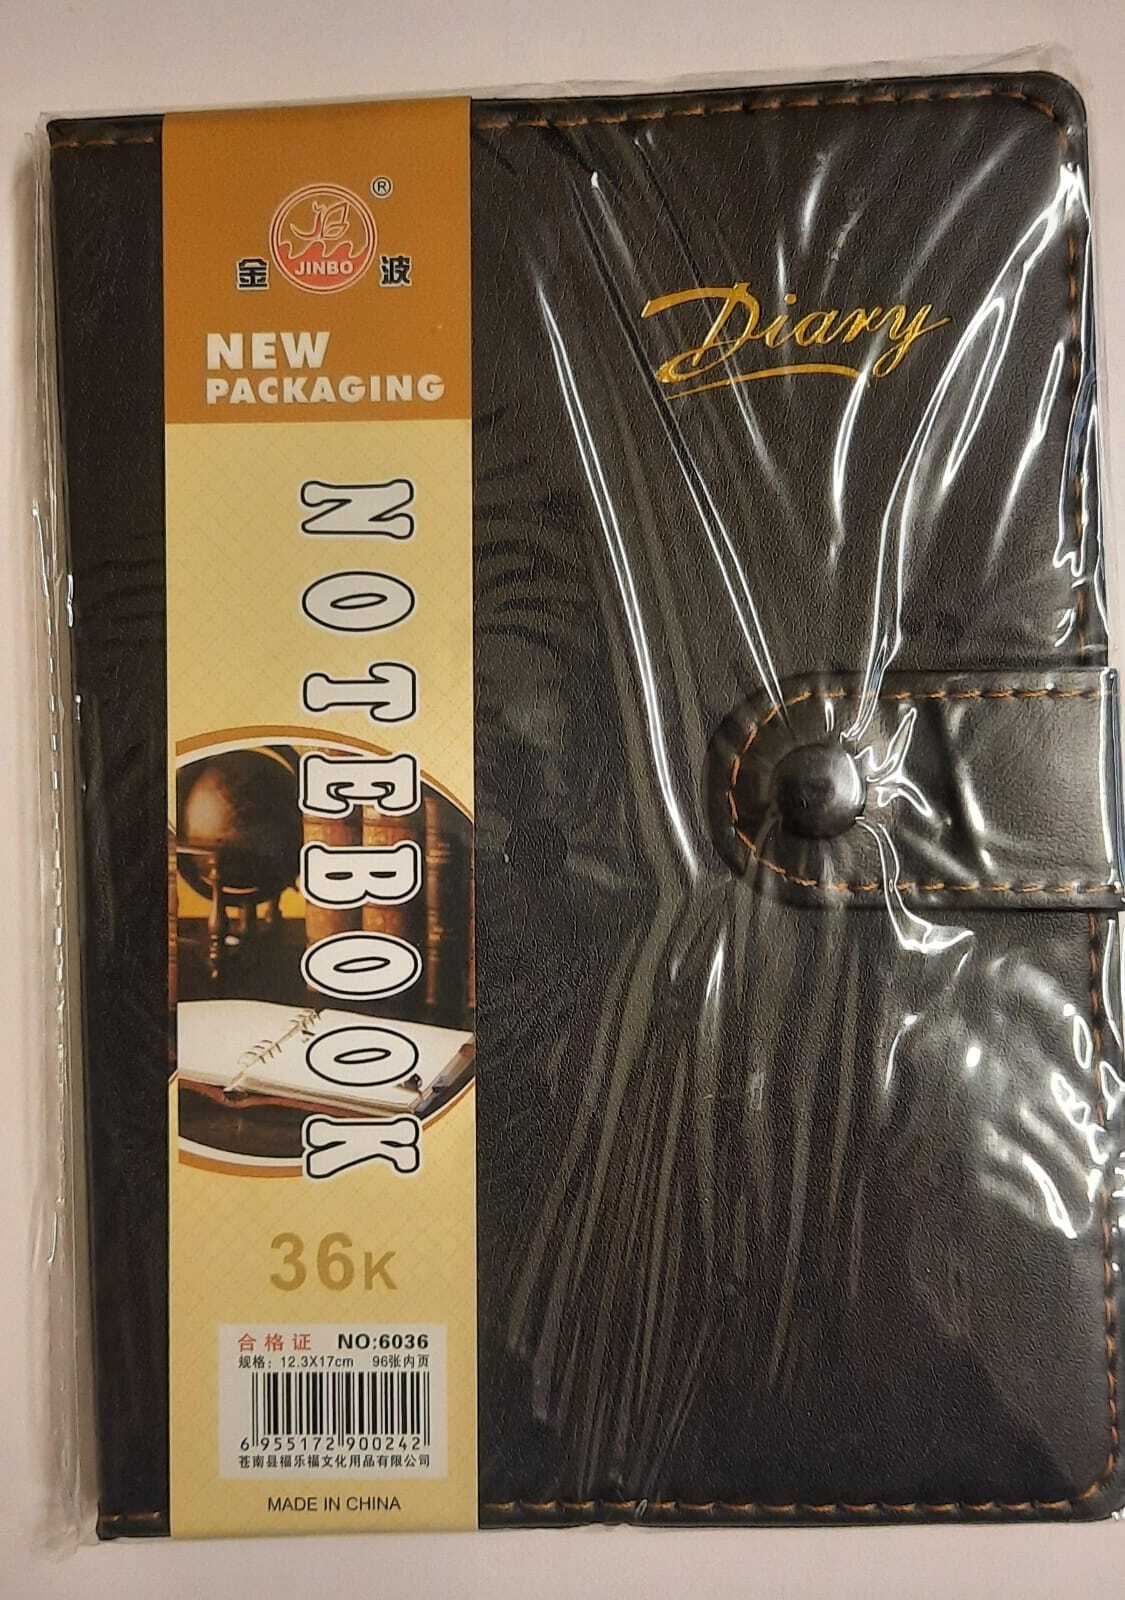 ®
金 JINBO 波
NEW
PACKAGING
Diary
NOTEBOOK
36K
合格证 NO:6036
规格：12.3X17cm 96张内页
6 955172 900242
苍南县福乐福文化用品有限公司
MADE IN CHINA